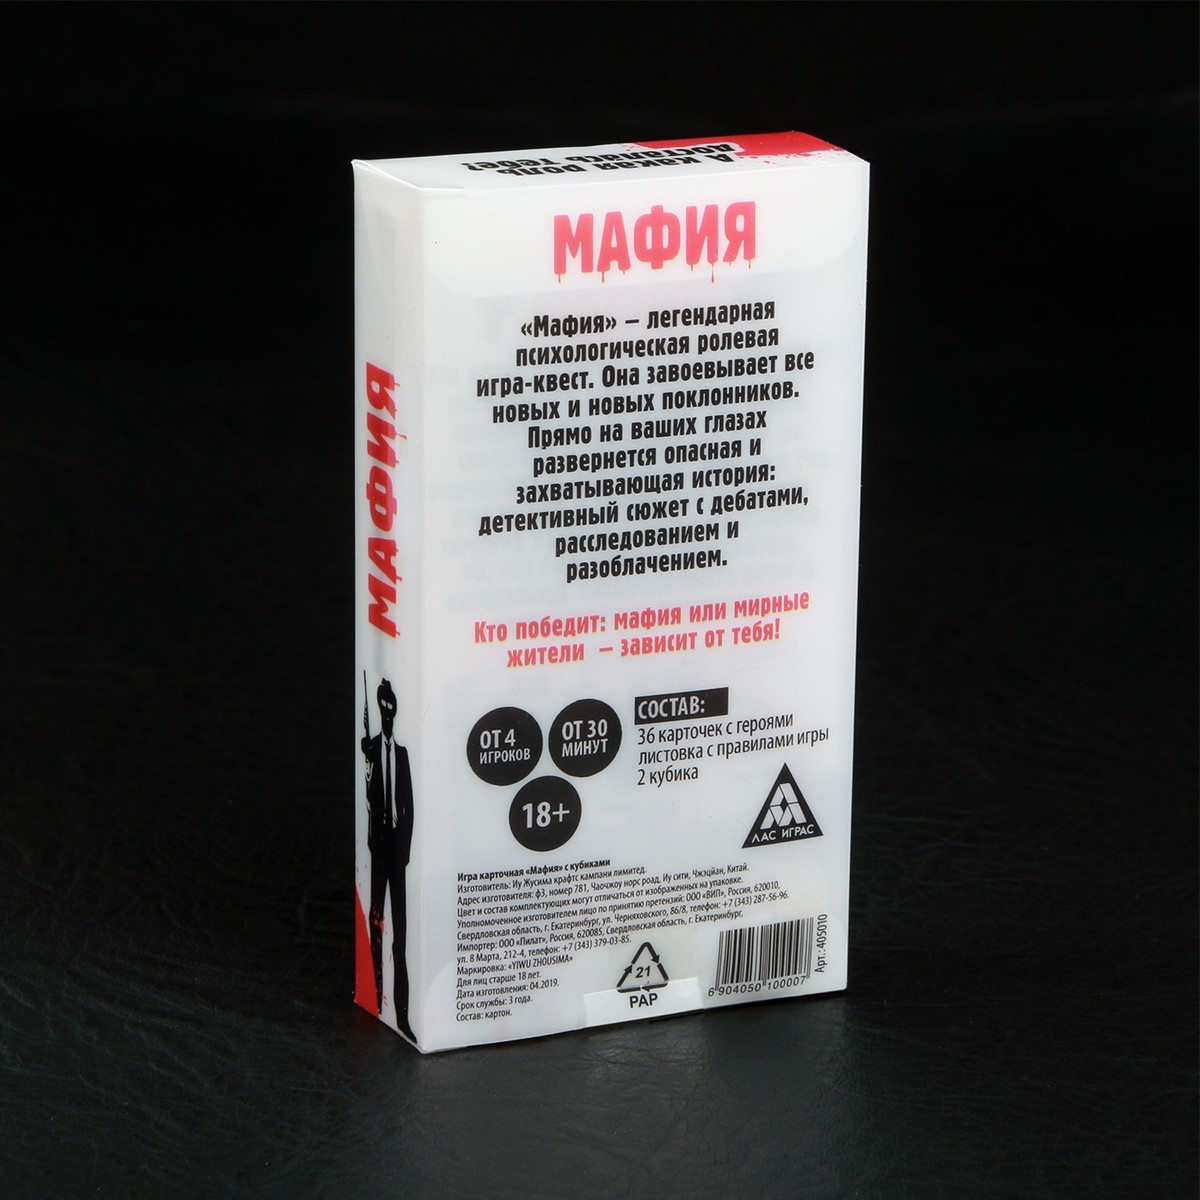 А какая роль
досталась тебе?
МАФИЯ
МАФИЯ
«Мафия» – легендарная
психологическая ролевая
игра-квест. Она завоевывает все
новых и новых поклонников.
Прямо на ваших глазах
развернется опасная и
захватывающая история:
детективный сюжет с дебатами,
расследованием и
разоблачением.
Кто победит: мафия или мирные
жители – зависит от тебя!
ОТ 4
ИГРОКОВ
ОТ 30
МИНУТ
18+
СОСТАВ:
36 карточек с героями
листовка с правилами игры
2 кубика
ЛАС ИГРАС
Игра карточная «Мафия» с кубиками
Изготовитель: Иу Жусима крафтс кампани лимитед.
Адрес изготовителя: ф3, номер 781, Чаочжоу норс роад, Иу сити, Чжэцйан, Китай.
Цвет и состав комплектующих могут отличаться от изображенных на упаковке.
Уполномоченное изготовителем лицо по принятию претензий: ООО «ВИП», Россия, 620010,
Свердловская область, г. Екатеринбург, ул. Черняховского, 86/8, телефон: +7 (343) 287-56-96.
Импортер: ООО «Пилат», Россия, 620085, Свердловская область, г. Екатеринбург,
ул. 8 Марта, 212-4, телефон: +7 (343) 379-03-85.
Маркировка: «YIWU ZHOUSIMA»
Для лиц старше 18 лет.
Дата изготовления: 04.2019.
Срок службы: 3 года.
Состав: картон.
21
PAP
6 904050 100007
Арт.: 405010